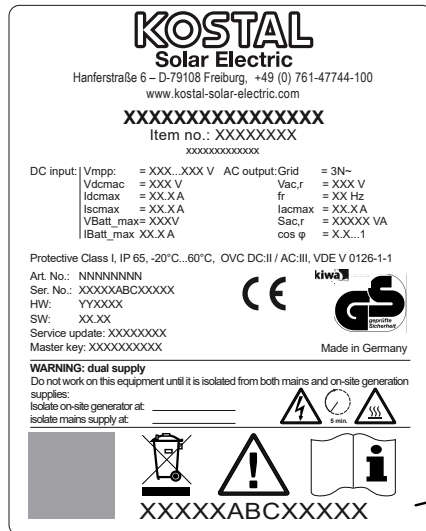 KOSTAL
Solar Electric
Hanferstraße 6 – D-79108 Freiburg, +49 (0) 761-47744-100
www.kostal-solar-electric.com
XXXXXXXXXXXXXXXXX
Item no.: XXXXXXXX
xxxxxxxxxxxxx
DC input: Vmpp: = XXX...XXX V AC output: Grid = 3N~
Vdcmac = XXX V Vac,r = XXX V
Idcmax = XX.X A fr = XX Hz
Iscmax = XX.X A Iacmax = XX.X A
VBatt_max= XXXV Sac,r = XXXXX VA
IBatt_max XX.X A cos φ = X.X...1
Protective Class I, IP 65, -20°C...60°C, OVC DC:II / AC:III, VDE V 0126-1-1
Art. No.: NNNNNNNN
Ser. No.: XXXXXABCXXXXX
HW: YYXXXX
SW: XX.XX
Service update: XXXXXXXX
Master key: XXXXXXXXXX
CE
kiwa
GS
geprüfte
Sicherheit
Made in Germany
WARNING: dual supply
Do not work on this equipment until it is isolated from both mains and on-site generation
supplies:
Isolate on-site generator at:
isolate mains supply at:
5 min.
XXXXXABCXXXXX